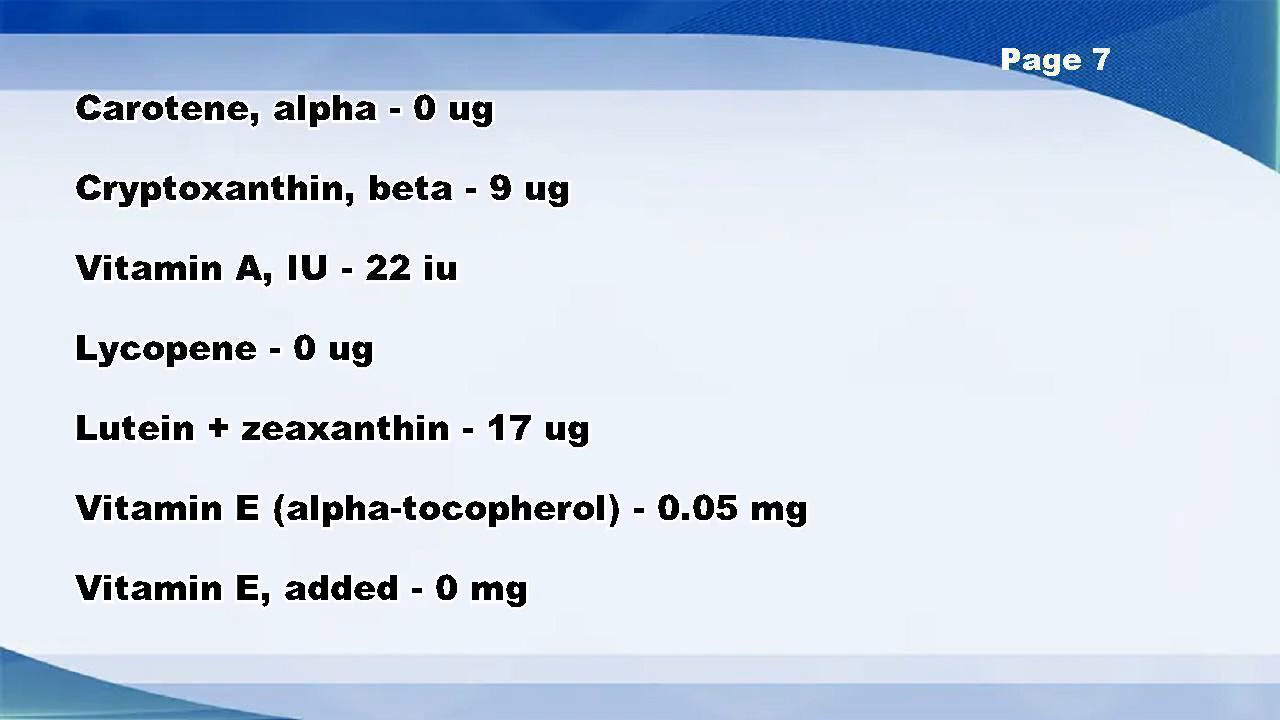 Page 7
Carotene, alpha - 0 ug
Cryptoxanthin, beta - 9 ug
Vitamin A, IU - 22 iu
Lycopene - 0 ug
Lutein + zeaxanthin - 17 ug
Vitamin E (alpha-tocopherol) - 0.05 mg
Vitamin E, added - 0 mg